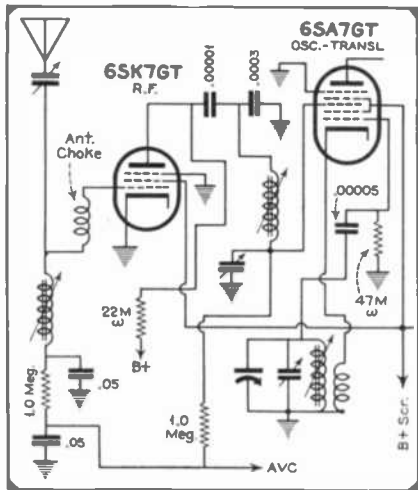 6SK7GT
R.F.
.00001
.0003
6SA7GT
OSC.-TRANSL
Ant.
Choke
.00005
22M
ω
B+
47M
ω
1.0 Meg.
.05
.05
1.0
Meg.
AVC
B+ Scr.